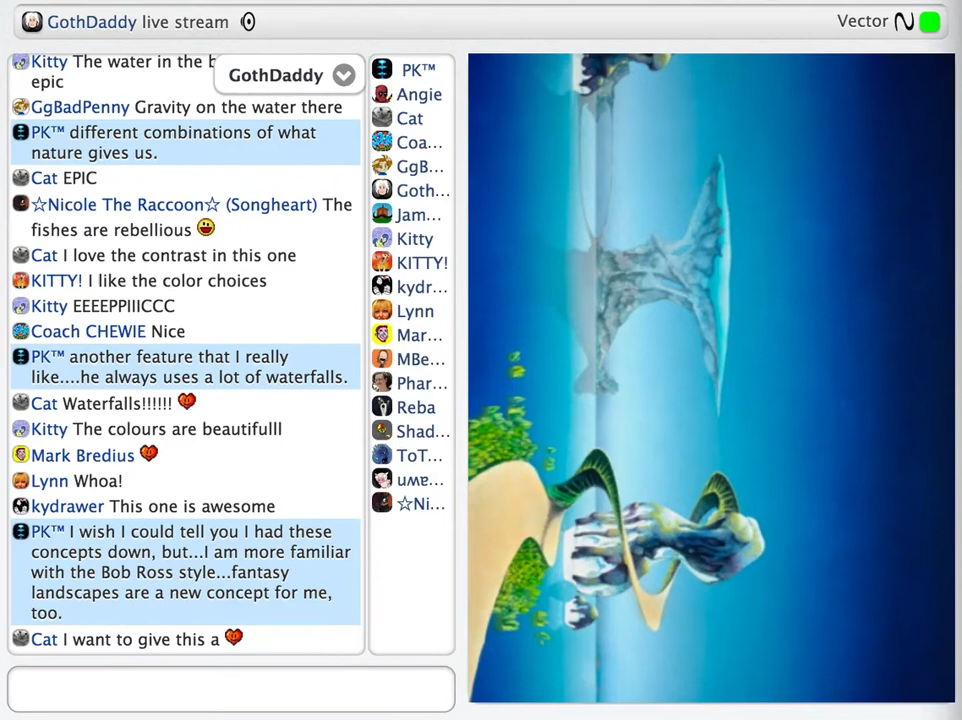 GothDaddy live stream
Vector
Kitty The water in the b
epic
GothDaddy
GgBadPenny Gravity on the water there
PK™ different combinations of what
nature gives us.
Cat EPIC
☆Nicole The Raccoon☆ (Songheart) The
fishes are rebellious
Cat I love the contrast in this one
KITTY! I like the color choices
Kitty EEEEPPIIICCC
Coach CHEWIE Nice
PK™ another feature that I really
like....he always uses a lot of waterfalls.
Cat Waterfalls!!!!!!
Kitty The colours are beautifulll
Mark Bredius
Lynn Whoa!
kydrawer This one is awesome
PK™ I wish I could tell you I had these
concepts down, but...I am more familiar
with the Bob Ross style...fantasy
landscapes are a new concept for me,
too.
Cat I want to give this a
PK™
Angie
Cat
Coa...
GgB...
Goth...
Jam...
Kitty
KITTY!
kydr...
Lynn
Mar...
MBe...
Phar...
Reba
Shad...
ToT...
uʍɐ...
☆Ni...